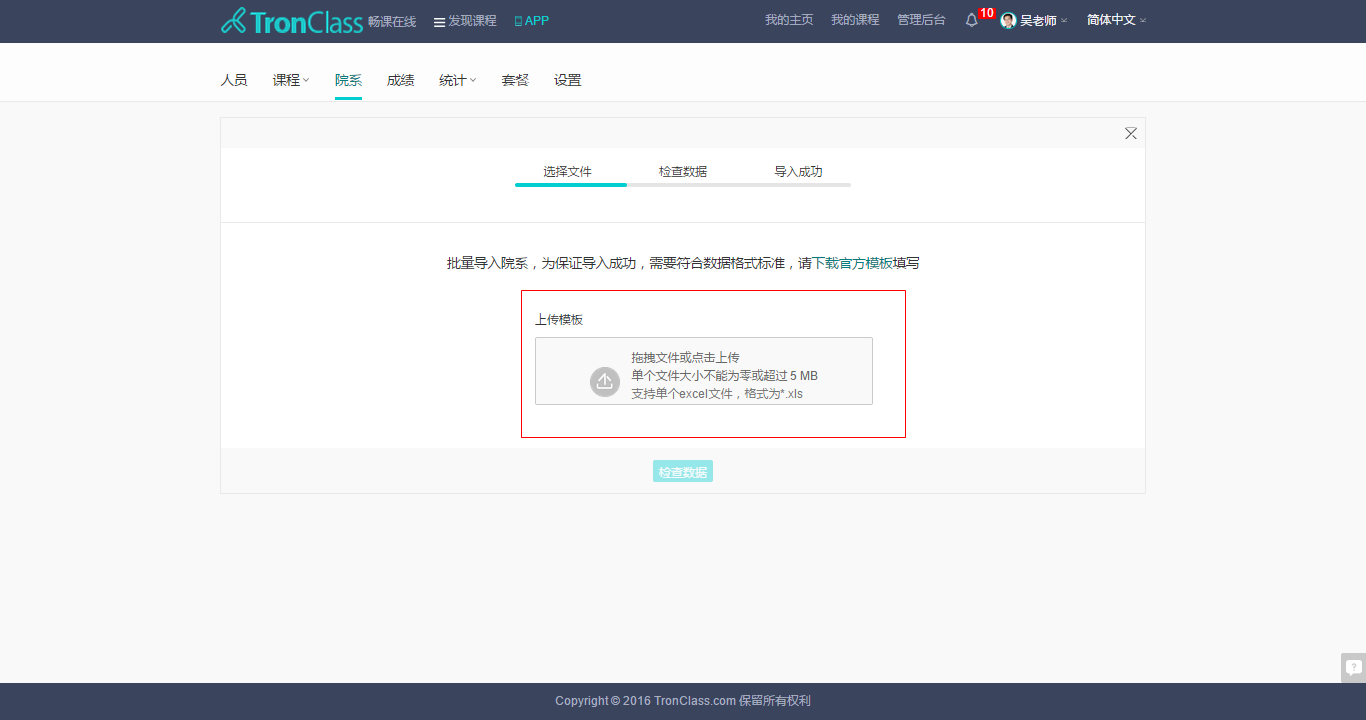 TronClass 畅课在线 发现课程 APP 我的主页 我的课程 管理后台 10 吴老师 简体中文
人员 课程 院系 成绩 统计 套餐 设置
选择文件 检查数据 导入成功
批量导入院系，为保证导入成功，需要符合数据格式标准，请下载官方模板填写
上传模板
拖拽文件或点击上传
单个文件大小不能为零或超过 5 MB
支持单个excel文件，格式为*.xls
检查数据
?
Copyright © 2016 TronClass.com 保留所有权利